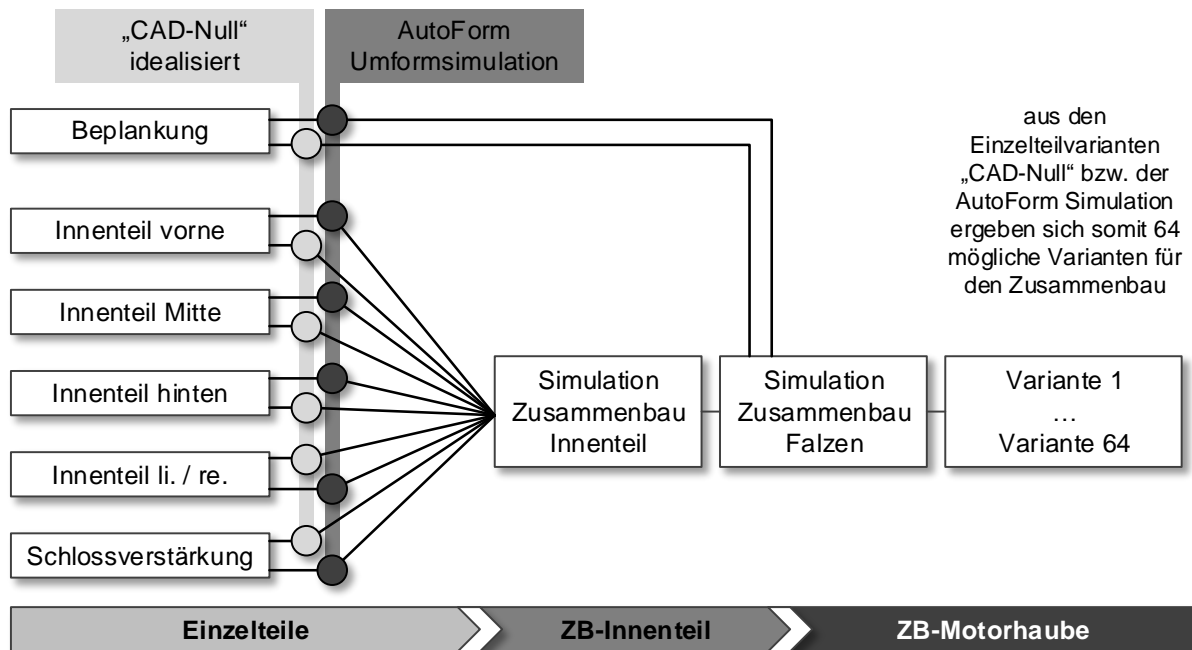 „CAD-Null“
idealisiert
AutoForm
Umformsimulation
Beplankung
Innenteil vorne
Innenteil Mitte
Innenteil hinten
Innenteil li. / re.
Schlossverstärkung
aus den
Einzelteilvarianten
„CAD-Null“ bzw. der
AutoForm Simulation
ergeben sich somit 64
mögliche Varianten für
den Zusammenbau
Simulation
Zusammenbau
Innenteil
Simulation
Zusammenbau
Falzen
Variante 1
…
Variante 64
Einzelteile
ZB-Innenteil
ZB-Motorhaube